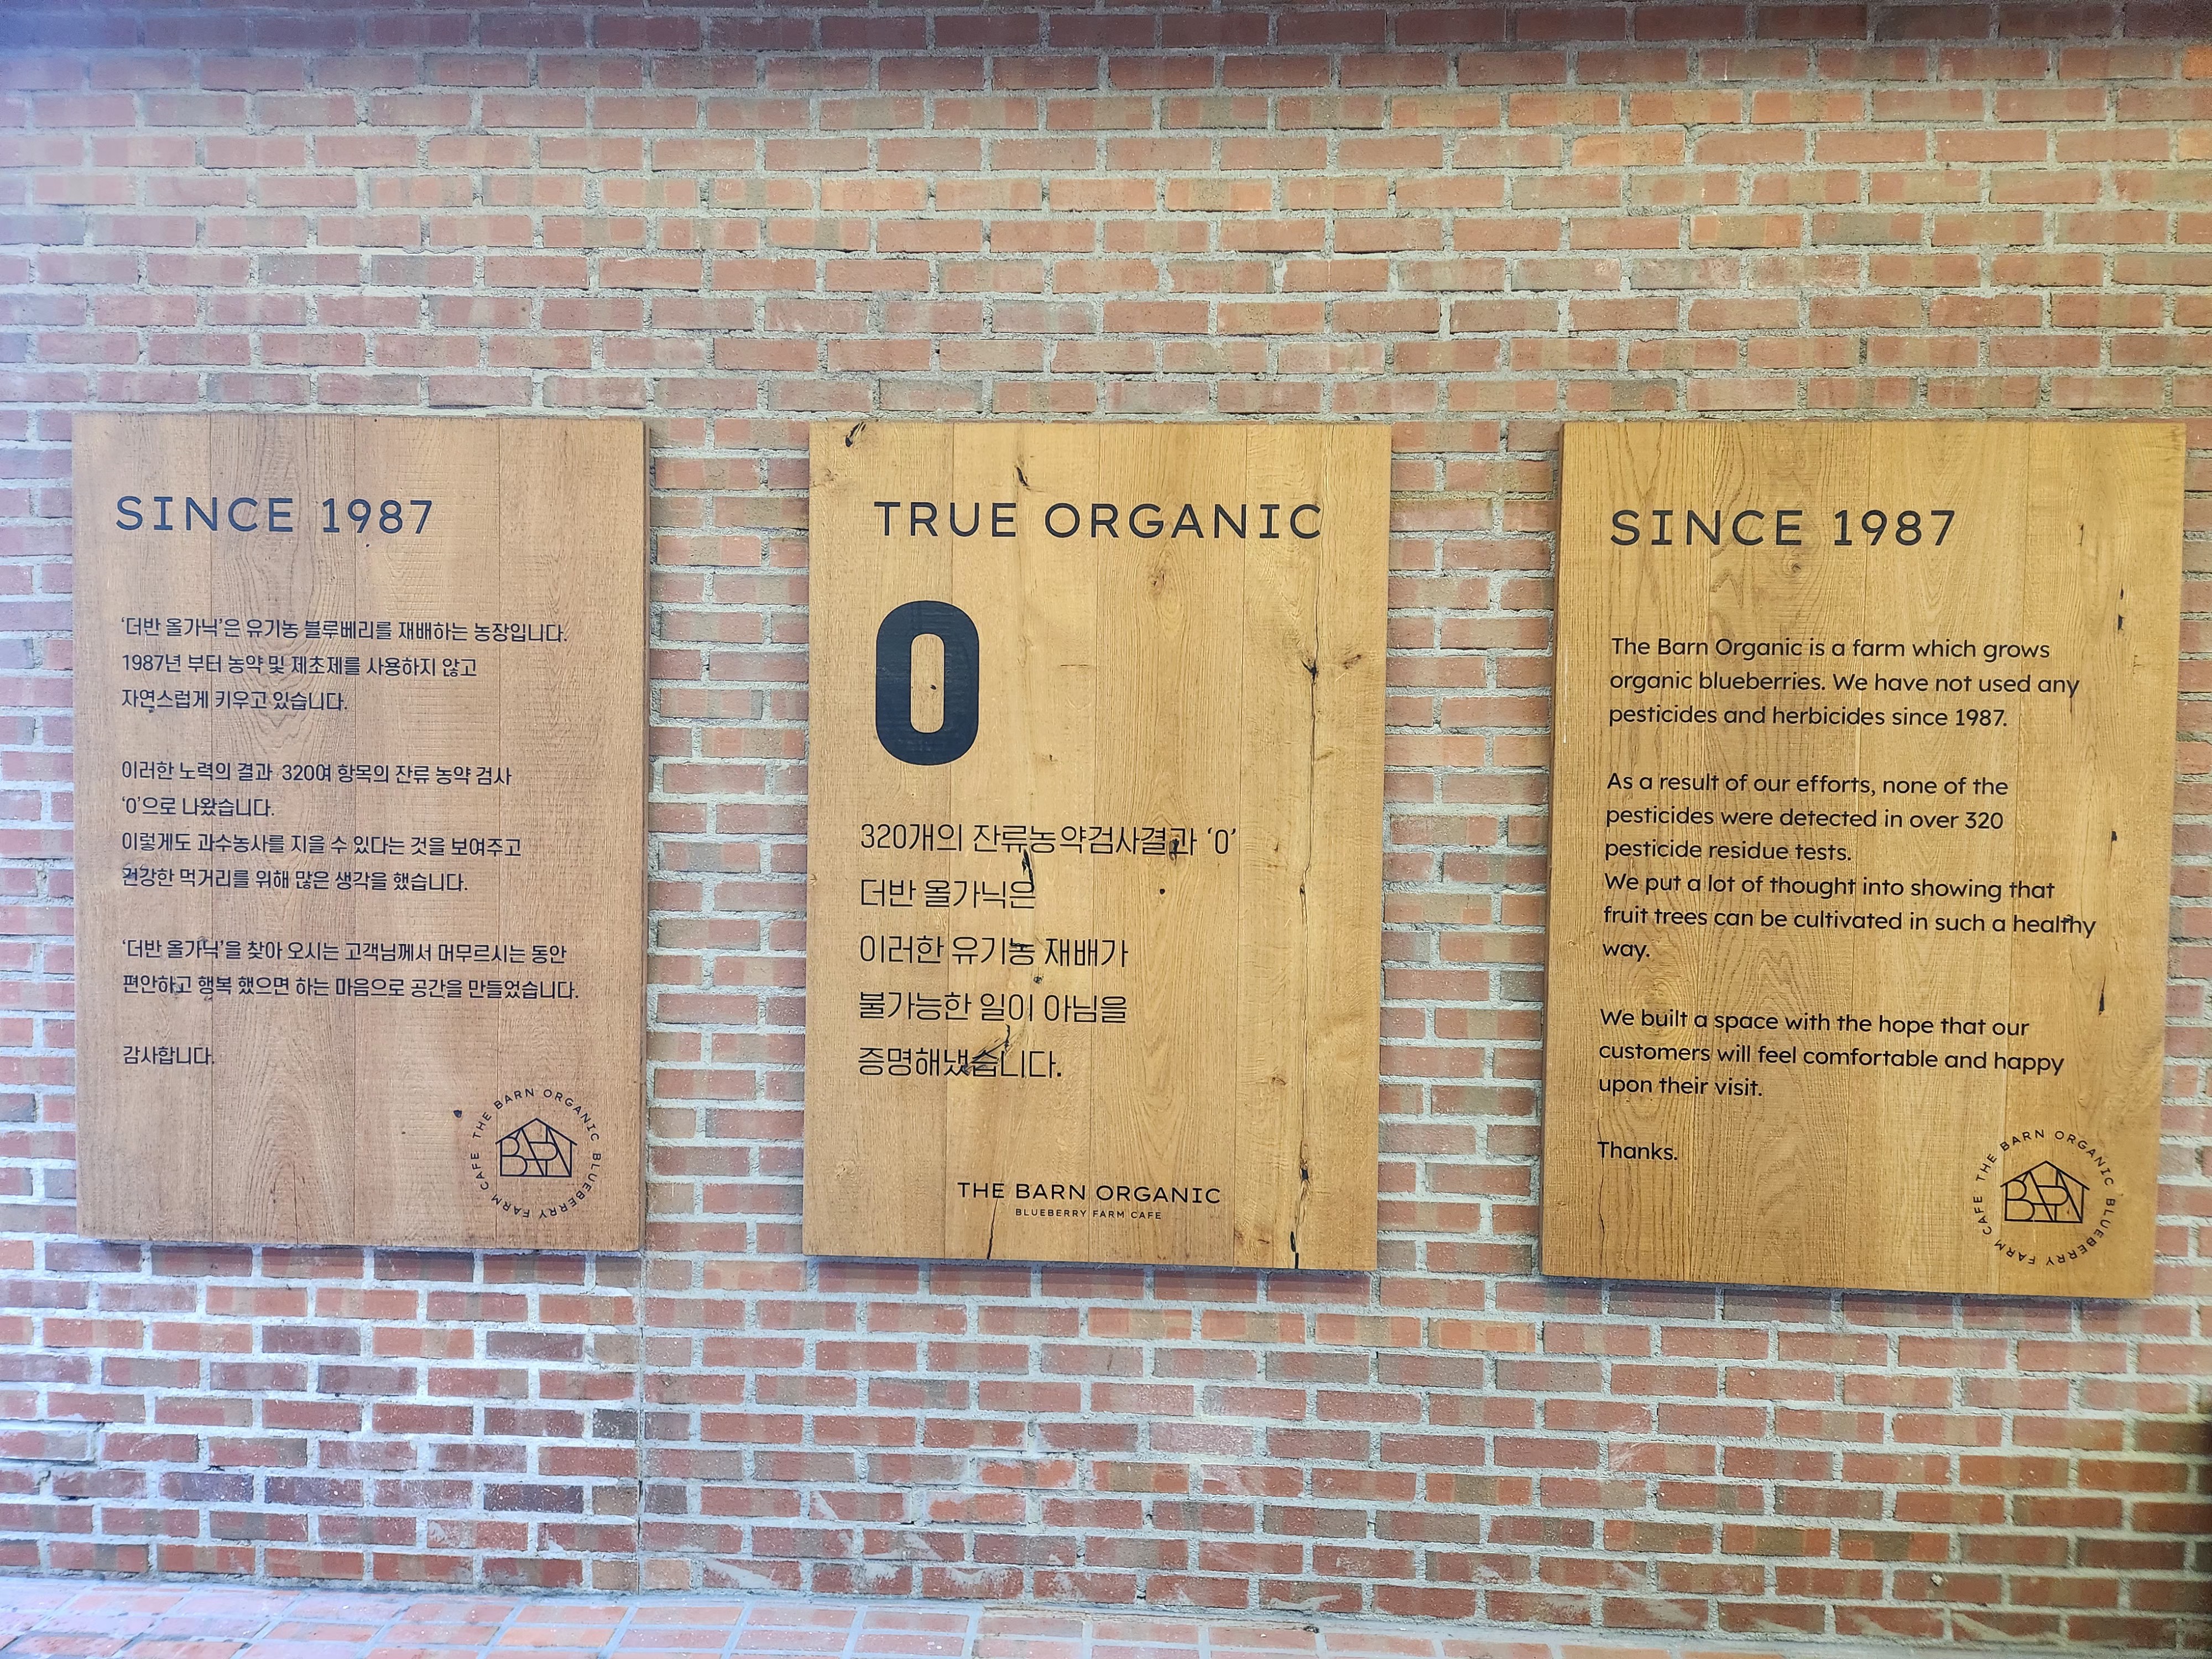 SINCE 1987
‘더반 올가닉’은 유기농 블루베리를 재배하는 농장입니다.
1987년 부터 농약 및 제초제를 사용하지 않고
자연스럽게 키우고 있습니다.
이러한 노력의 결과 320여 항목의 잔류 농약 검사
‘0’으로 나왔습니다.
이렇게도 과수농사를 지을 수 있다는 것을 보여주고
건강한 먹거리를 위해 많은 생각을 했습니다.
‘더반 올가닉’을 찾아 오시는 고객님께서 머무르시는 동안
편안하고 행복 했으면 하는 마음으로 공간을 만들었습니다.
감사합니다.
THE BARN ORGANIC BLUEBERRY FARM CAFE
BARN
TRUE ORGANIC
0
320개의 잔류농약검사결과 ‘0’
더반 올가닉은
이러한 유기농 재배가
불가능한 일이 아님을
증명해냈습니다.
THE BARN ORGANIC
BLUEBERRY FARM CAFE
SINCE 1987
The Barn Organic is a farm which grows
organic blueberries. We have not used any
pesticides and herbicides since 1987.
As a result of our efforts, none of the
pesticides were detected in over 320
pesticide residue tests.
We put a lot of thought into showing that
fruit trees can be cultivated in such a healthy
way.
We built a space with the hope that our
customers will feel comfortable and happy
upon their visit.
Thanks.
THE BARN ORGANIC BLUEBERRY FARM CAFE
BARN